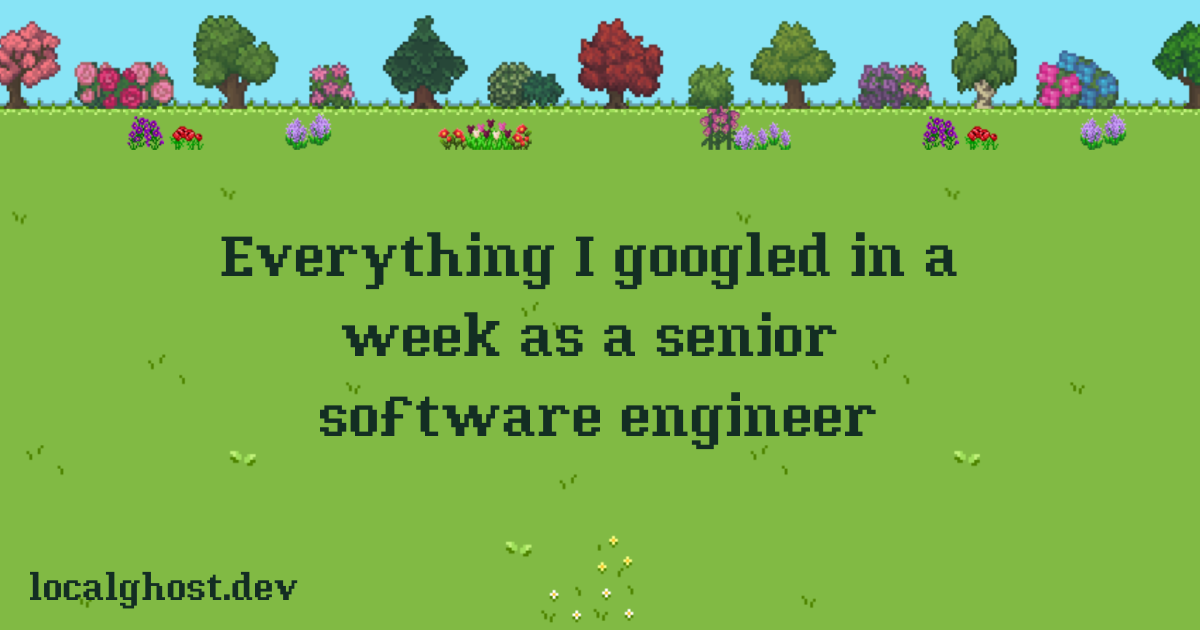 Everything I googled in a
week as a senior
software engineer
localghost.dev